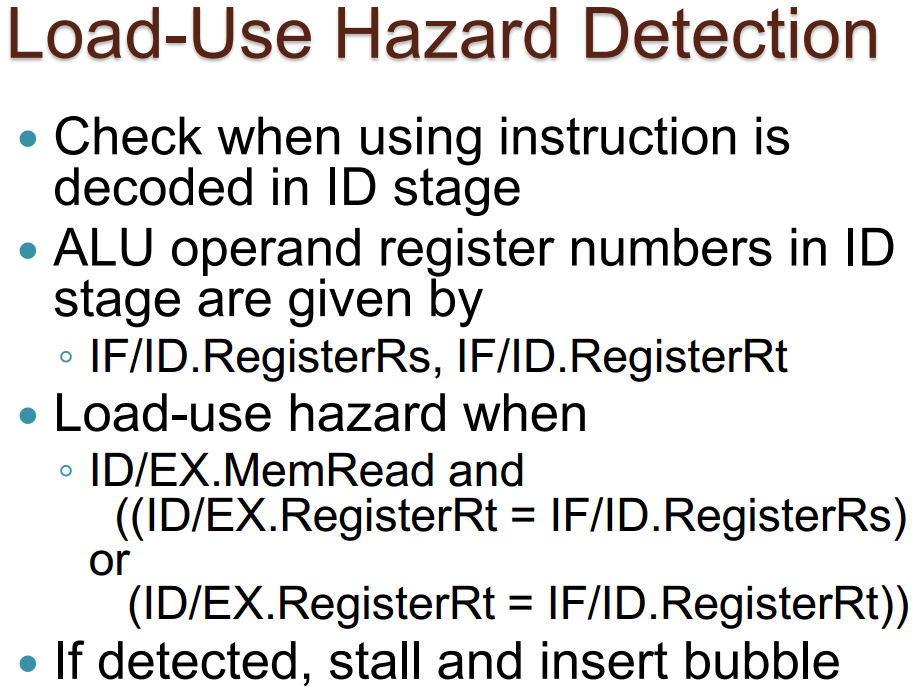 Load-Use Hazard Detection
• Check when using instruction is
decoded in ID stage
• ALU operand register numbers in ID
stage are given by
◦ IF/ID.RegisterRs, IF/ID.RegisterRt
• Load-use hazard when
◦ ID/EX.MemRead and
((ID/EX.RegisterRt = IF/ID.RegisterRs)
or
(ID/EX.RegisterRt = IF/ID.RegisterRt))
• If detected, stall and insert bubble